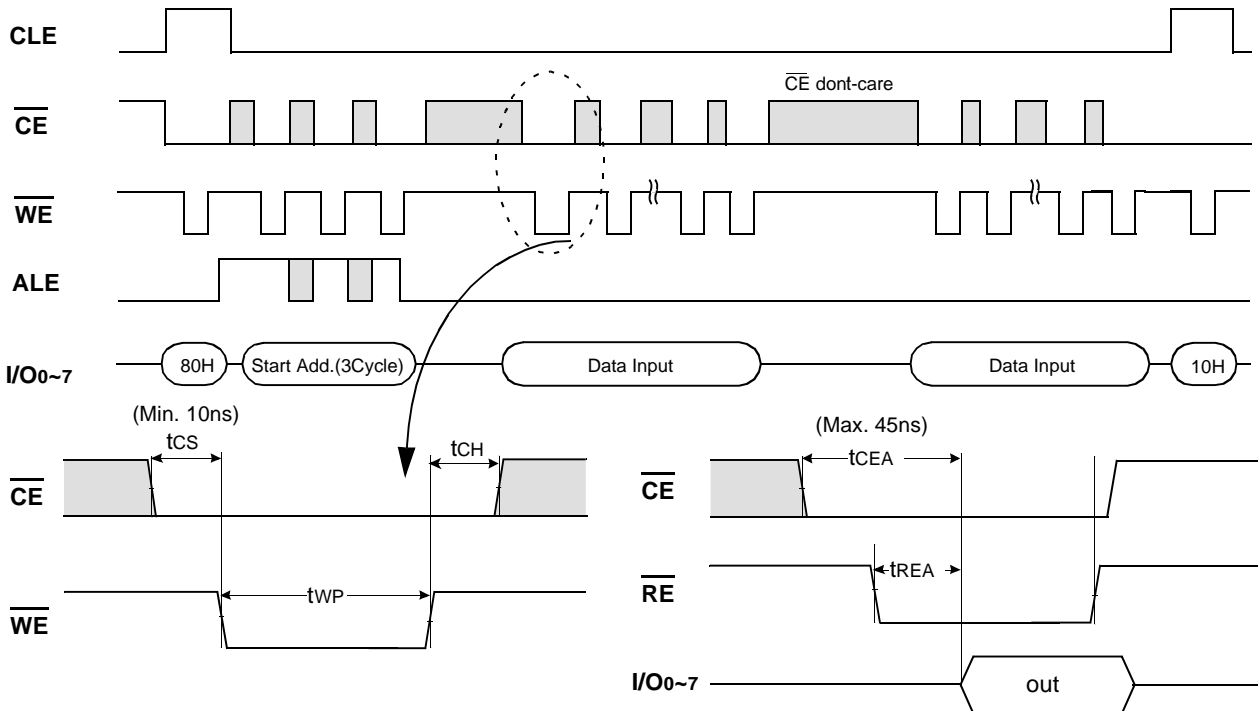 CLE
CE dont-care
CE
WE
ALE
I/O0~7
80H
Start Add.(3Cycle)
Data Input
Data Input
10H
(Min. 10ns)
tCS
tCH
CE
tWP
WE
(Max. 45ns)
tCEA
CE
tREA
RE
I/O0~7
out